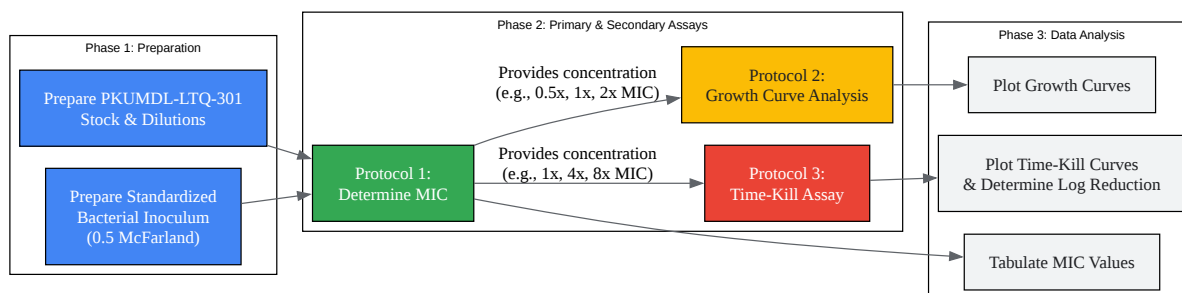 Phase 1: Preparation
Prepare PKUMDL-LTQ-301
Stock & Dilutions
Prepare Standardized
Bacterial Inoculum
(0.5 McFarland)
Phase 2: Primary & Secondary Assays
Protocol 1:
Determine MIC
Provides concentration
(e.g., 0.5x, 1x, 2x MIC)
Protocol 2:
Growth Curve Analysis
Provides concentration
(e.g., 1x, 4x, 8x MIC)
Protocol 3:
Time-Kill Assay
Phase 3: Data Analysis
Plot Growth Curves
Plot Time-Kill Curves
& Determine Log Reduction
Tabulate MIC Values